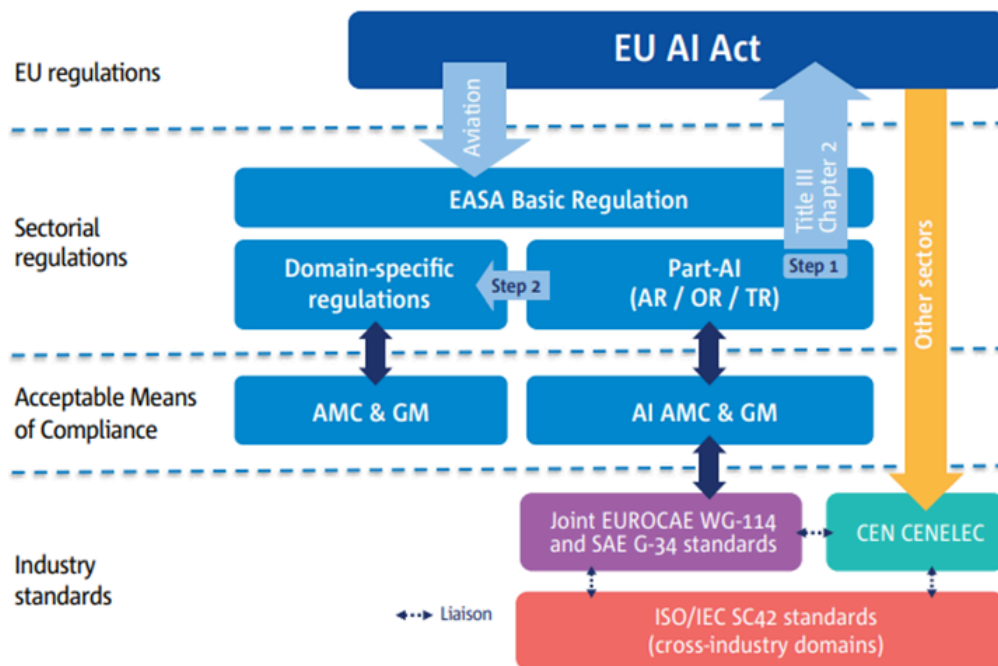 EU regulations
EU AI Act
Aviation
Title III
Chapter 2
Other sectors
Sectorial
regulations
EASA Basic Regulation
Domain-specific
regulations
Step 2
Part-AI
(AR / OR / TR)
Step 1
Acceptable Means
of Compliance
AMC & GM
AI AMC & GM
Industry
standards
Joint EUROCAE WG-114
and SAE G-34 standards
CEN CENELEC
Liaison
ISO/IEC SC42 standards
(cross-industry domains)